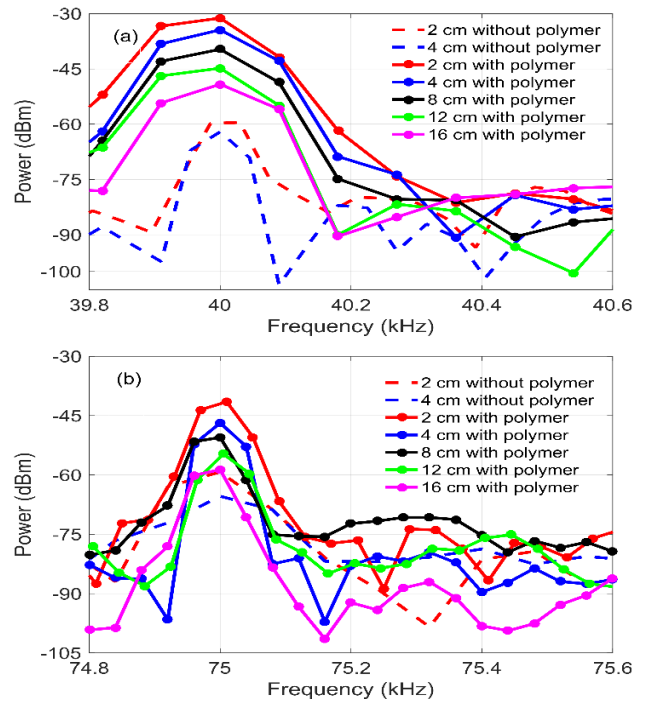 (a)
2 cm without polymer
4 cm without polymer
2 cm with polymer
4 cm with polymer
8 cm with polymer
12 cm with polymer
16 cm with polymer
Power (dBm)
-30
-45
-60
-75
-90
-100
39.8
40
40.2
40.4
40.6
Frequency (kHz)
(b)
2 cm without polymer
4 cm without polymer
2 cm with polymer
4 cm with polymer
8 cm with polymer
12 cm with polymer
16 cm with polymer
Power (dBm)
-30
-45
-60
-75
-90
-105
74.8
75
75.2
75.4
75.6
Frequency (kHz)